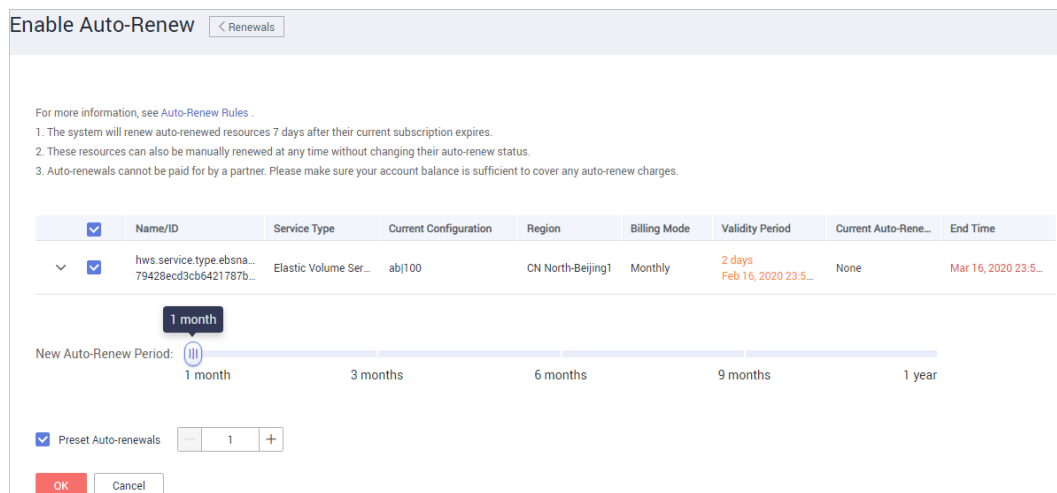 Enable Auto-Renew
< Renewals
For more information, see Auto-Renew Rules .
1. The system will renew auto-renewed resources 7 days after their current subscription expires.
2. These resources can also be manually renewed at any time without changing their auto-renew status.
3. Auto-renewals cannot be paid for by a partner. Please make sure your account balance is sufficient to cover any auto-renew charges.
Name/ID Service Type Current Configuration Region Billing Mode Validity Period Current Auto-Rene... End Time
hws.service.type.ebsna... 2 days
Elastic Volume Ser... ab|100 CN North-Beijing1 Monthly None Mar 16, 2020 23:5...
79428ecd3cb6421787b... Feb 16, 2020 23:5...
1 month
New Auto-Renew Period:
1 month 3 months 6 months 9 months 1 year
Preset Auto-renewals − 1 +
OK Cancel